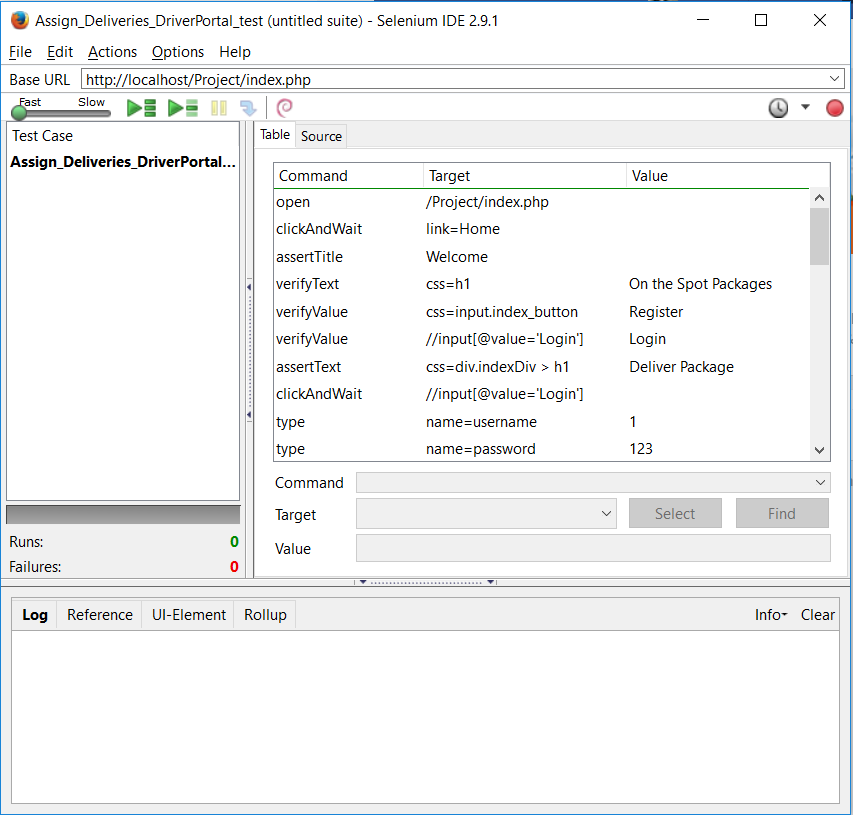 Assign_Deliveries_DriverPortal_test (untitled suite) - Selenium IDE 2.9.1
File Edit Actions Options Help
Base URL http://localhost/Project/index.php
Fast Slow
Test Case
Assign_Deliveries_DriverPortal...
Runs: 0
Failures: 0
Table Source
Command Target Value
open /Project/index.php
clickAndWait link=Home
assertTitle Welcome
verifyText css=h1 On the Spot Packages
verifyValue css=input.index_button Register
verifyValue //input[@value='Login'] Login
assertText css=div.indexDiv > h1 Deliver Package
clickAndWait //input[@value='Login']
type name=username 1
type name=password 123
Command
Target Select Find
Value
Log Reference UI-Element Rollup Info Clear